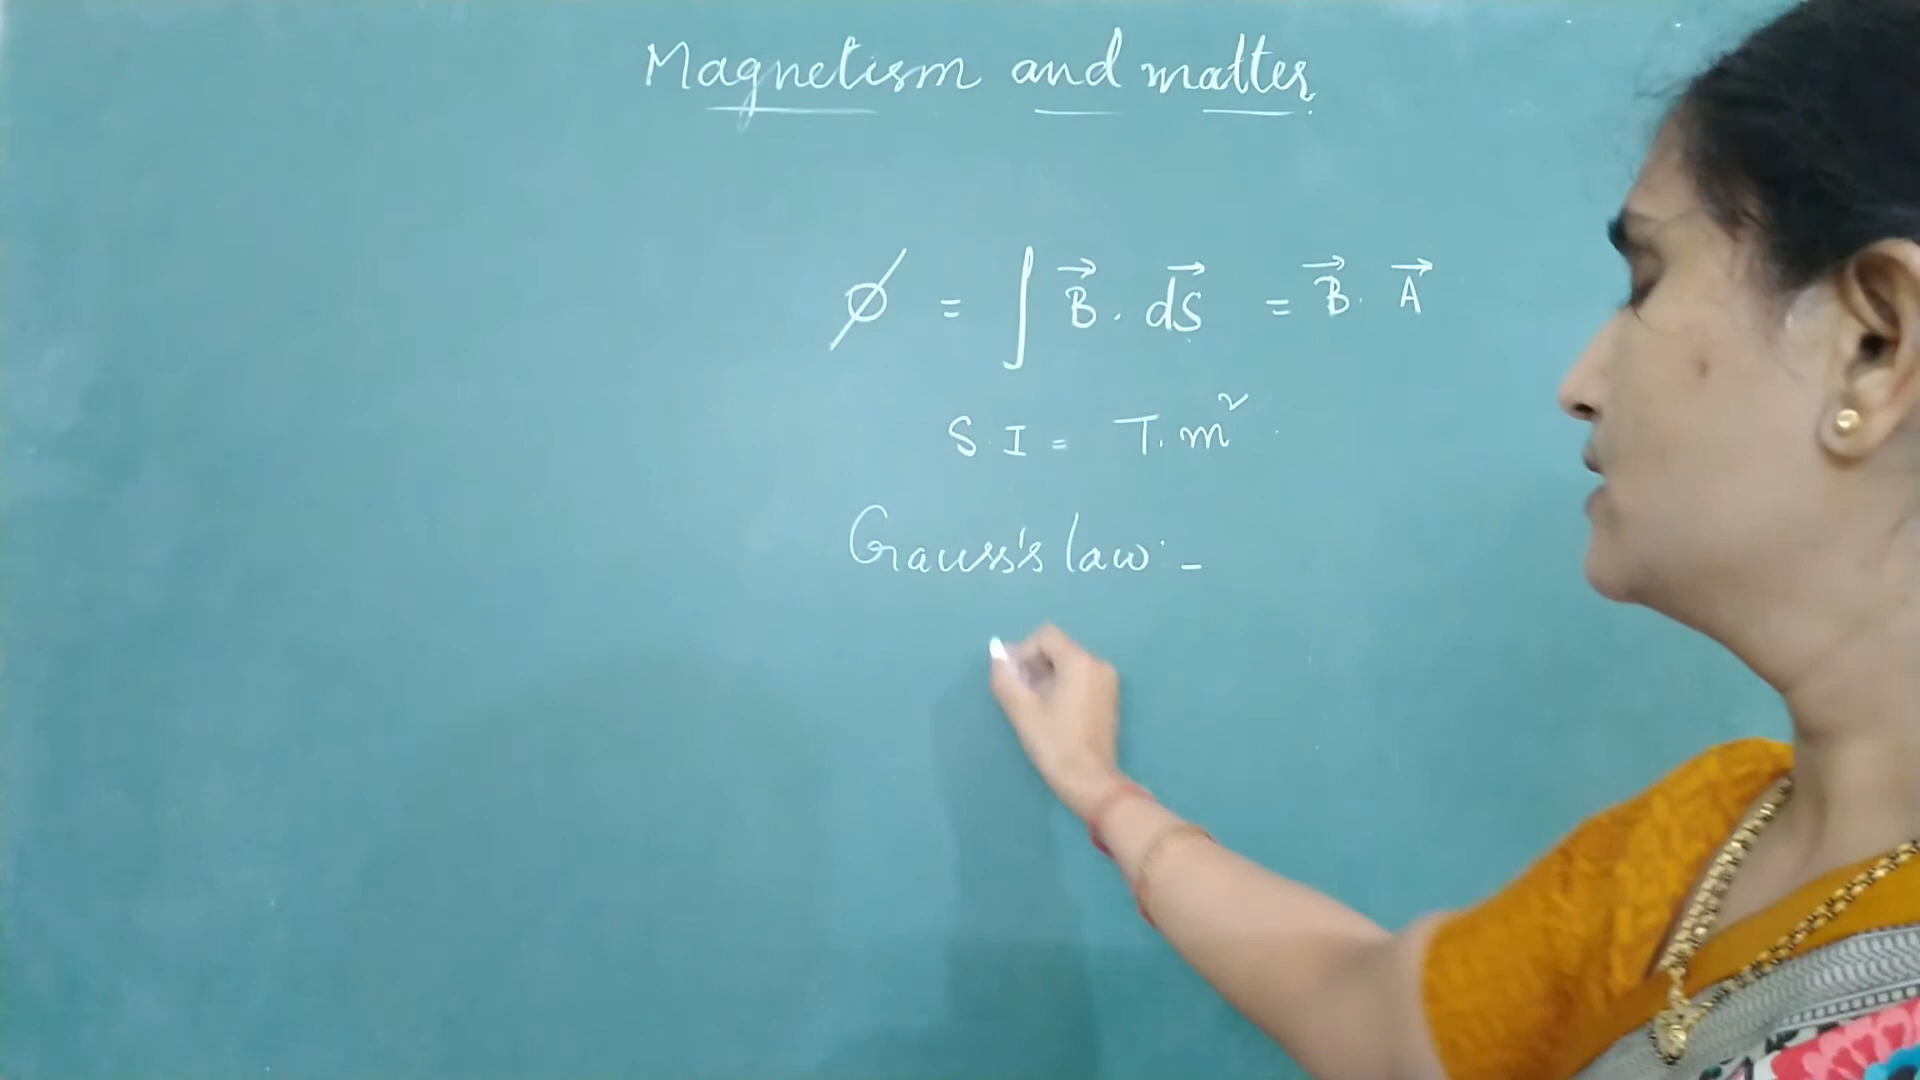 Magnetism and matter
∅ = ∫ B⃗ . dS⃗ = B⃗ . A⃗
S.I = T.m²
Gauss's law:-